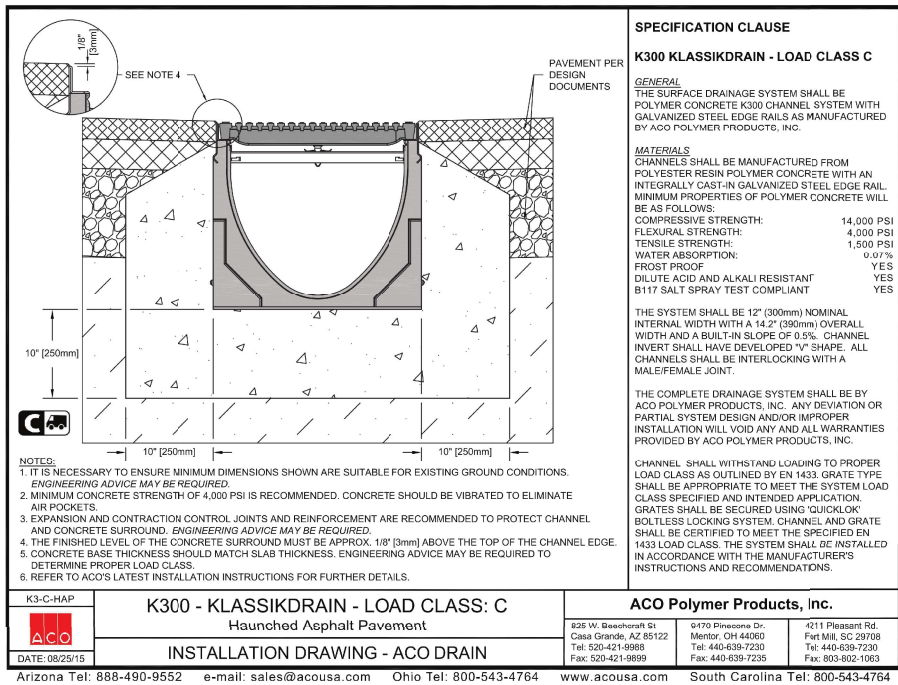 1/8"
[3mm]
SEE NOTE 4
PAVEMENT PER
DESIGN
DOCUMENTS
10" [250mm]
C
10" [250mm]
10" [250mm]
NOTES:
1. IT IS NECESSARY TO ENSURE MINIMUM DIMENSIONS SHOWN ARE SUITABLE FOR EXISTING GROUND CONDITIONS.
ENGINEERING ADVICE MAY BE REQUIRED.
2. MINIMUM CONCRETE STRENGTH OF 4,000 PSI IS RECOMMENDED. CONCRETE SHOULD BE VIBRATED TO ELIMINATE
AIR POCKETS.
3. EXPANSION AND CONTRACTION CONTROL JOINTS AND REINFORCEMENT ARE RECOMMENDED TO PROTECT CHANNEL
AND CONCRETE SURROUND. ENGINEERING ADVICE MAY BE REQUIRED.
4. THE FINISHED LEVEL OF THE CONCRETE SURROUND MUST BE APPROX. 1/8" [3mm] ABOVE THE TOP OF THE CHANNEL EDGE.
5. CONCRETE BASE THICKNESS SHOULD MATCH SLAB THICKNESS. ENGINEERING ADVICE MAY BE REQUIRED TO
DETERMINE PROPER LOAD CLASS.
6. REFER TO ACO'S LATEST INSTALLATION INSTRUCTIONS FOR FURTHER DETAILS.
SPECIFICATION CLAUSE
K300 KLASSIKDRAIN - LOAD CLASS C
GENERAL
THE SURFACE DRAINAGE SYSTEM SHALL BE
POLYMER CONCRETE K300 CHANNEL SYSTEM WITH
GALVANIZED STEEL EDGE RAILS AS MANUFACTURED
BY ACO POLYMER PRODUCTS, INC.
MATERIALS
CHANNELS SHALL BE MANUFACTURED FROM
POLYESTER RESIN POLYMER CONCRETE WITH AN
INTEGRALLY CAST-IN GALVANIZED STEEL EDGE RAIL.
MINIMUM PROPERTIES OF POLYMER CONCRETE WILL
BE AS FOLLOWS:
COMPRESSIVE STRENGTH: 14,000 PSI
FLEXURAL STRENGTH: 4,000 PSI
TENSILE STRENGTH: 1,500 PSI
WATER ABSORPTION: 0.07%
FROST PROOF YES
DILUTE ACID AND ALKALI RESISTANT YES
B117 SALT SPRAY TEST COMPLIANT YES
THE SYSTEM SHALL BE 12" (300mm) NOMINAL
INTERNAL WIDTH WITH A 14.2" (390mm) OVERALL
WIDTH AND A BUILT-IN SLOPE OF 0.5%. CHANNEL
INVERT SHALL HAVE DEVELOPED "V" SHAPE. ALL
CHANNELS SHALL BE INTERLOCKING WITH A
MALE/FEMALE JOINT.
THE COMPLETE DRAINAGE SYSTEM SHALL BE BY
ACO POLYMER PRODUCTS, INC. ANY DEVIATION OR
PARTIAL SYSTEM DESIGN AND/OR IMPROPER
INSTALLATION WILL VOID ANY AND ALL WARRANTIES
PROVIDED BY ACO POLYMER PRODUCTS, INC.
CHANNEL SHALL WITHSTAND LOADING TO PROPER
LOAD CLASS AS OUTLINED BY EN 1433. GRATE TYPE
SHALL BE APPROPRIATE TO MEET THE SYSTEM LOAD
CLASS SPECIFIED AND INTENDED APPLICATION.
GRATES SHALL BE SECURED USING 'QUICKLOK'
BOLTLESS LOCKING SYSTEM. CHANNEL AND GRATE
SHALL BE CERTIFIED TO MEET THE SPECIFIED EN
1433 LOAD CLASS. THE SYSTEM SHALL BE INSTALLED
IN ACCORDANCE WITH THE MANUFACTURER'S
INSTRUCTIONS AND RECOMMENDATIONS.
K3-C-HAP
ACO
DATE: 08/25/15
K300 - KLASSIKDRAIN - LOAD CLASS: C
Haunched Asphalt Pavement
INSTALLATION DRAWING - ACO DRAIN
ACO Polymer Products, Inc.
825 W. Beechcraft St
Casa Grande, AZ 85122
Tel: 520-421-9988
Fax: 520-421-9899
9470 Pinecone Dr.
Mentor, OH 44060
Tel: 440-639-7230
Fax: 440-639-7235
4211 Pleasant Rd.
Fort Mill, SC 29708
Tel: 440-639-7230
Fax: 803-802-1063
Arizona Tel: 888-490-9552 e-mail: sales@acousa.com Ohio Tel: 800-543-4764 www.acousa.com South Carolina Tel: 800-543-4764